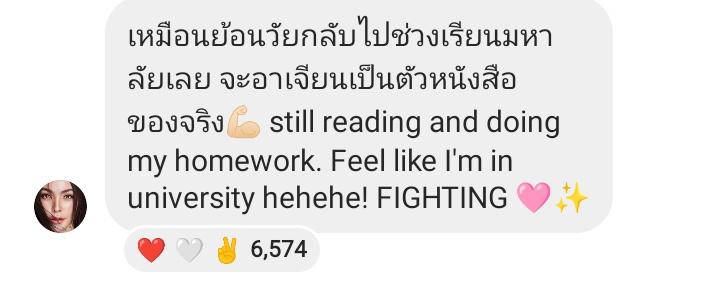 เหมือนย้อนวัยกลับไปช่วงเรียนมหา
ลัยเลย จะอาเจียนเป็นตัวหนังสือ
ของจริง💪🏻 still reading and doing
my homework. Feel like I'm in
university hehehe! FIGHTING 🩷✨
❤️ 🤍 ✌️ 6,574